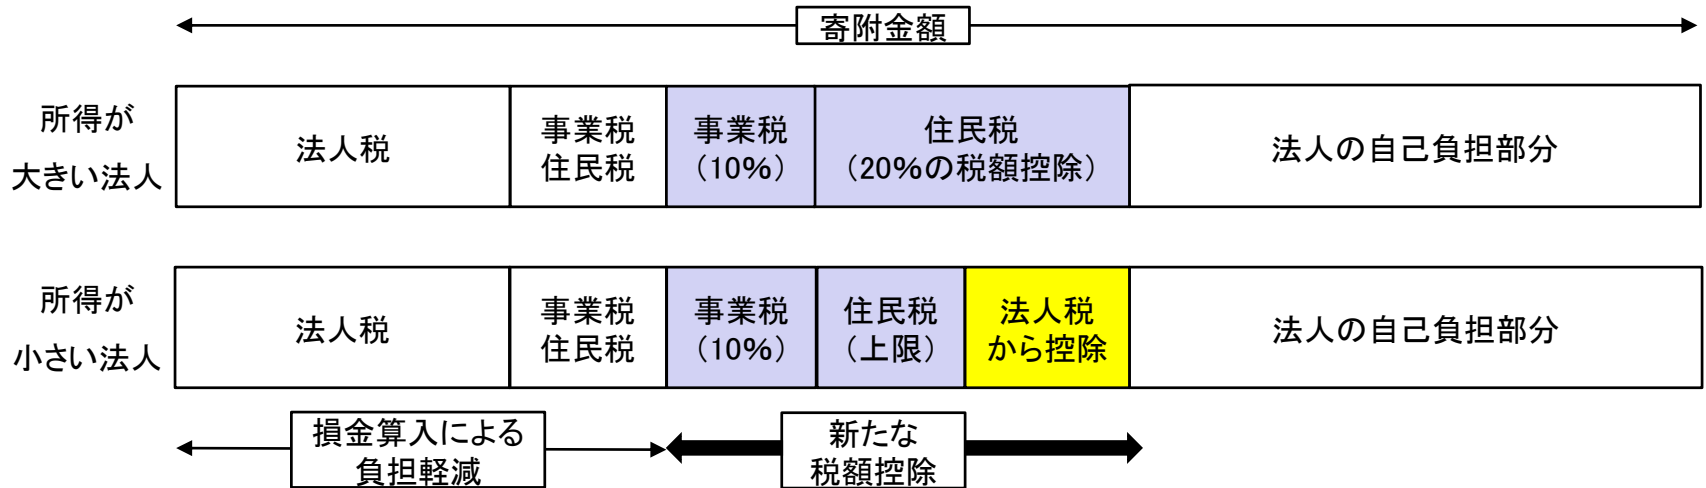 寄附金額
所得が
大きい法人
法人税
事業税
住民税
事業税
（10%）
住民税
（20%の税額控除）
法人の自己負担部分
所得が
小さい法人
法人税
事業税
住民税
事業税
（10%）
住民税
（上限）
法人税
から控除
法人の自己負担部分
損金算入による
負担軽減
新たな
税額控除